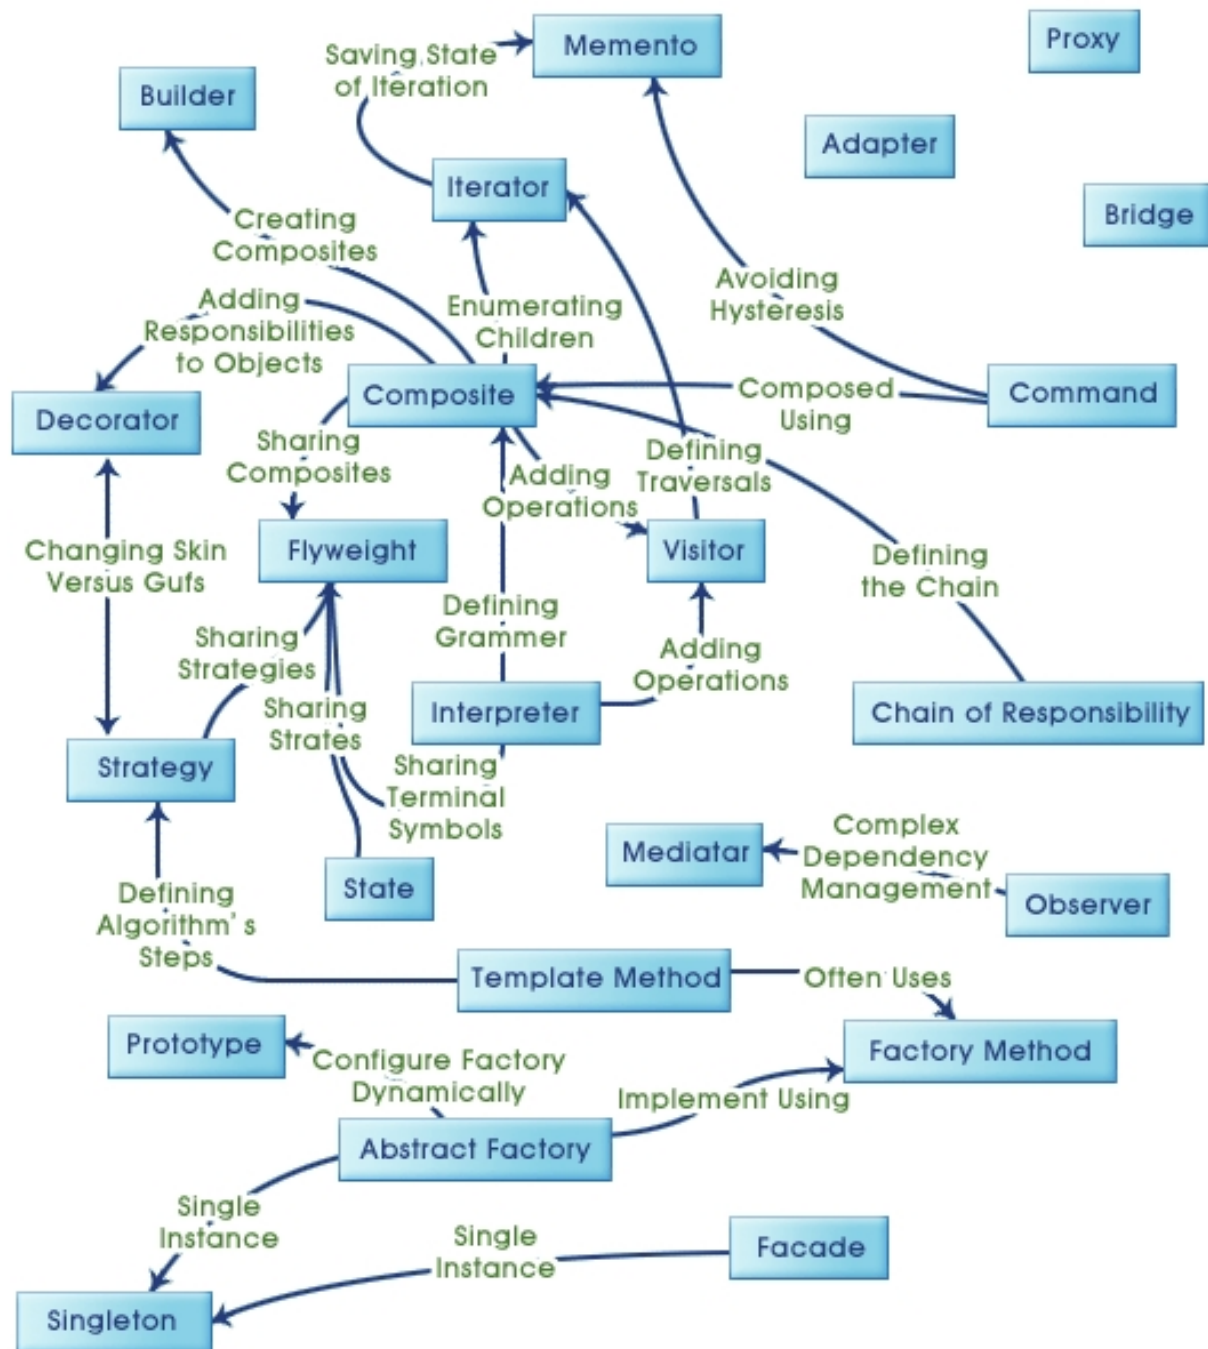 Proxy
Memento
Saving State
of Iteration
Builder
Adapter
Iterator
Bridge
Creating
Composites
Avoiding
Hysteresis
Adding
Responsibilities
to Objects
Enumerating
Children
Composite
Composed
Using
Command
Decorator
Sharing
Composites
Defining
Traversals
Adding
Operations
Flyweight
Visitor
Changing Skin
Versus Gufs
Defining
the Chain
Defining
Grammer
Sharing
Strategies
Adding
Operations
Sharing
Strates
Interpreter
Chain of Responsibility
Strategy
Sharing
Terminal
Symbols
Complex
Dependency
Management
Mediatar
State
Observer
Defining
Algorithm's
Steps
Template Method
Often Uses
Prototype
Factory Method
Configure Factory
Dynamically
Implement Using
Abstract Factory
Single
Instance
Single
Instance
Facade
Singleton